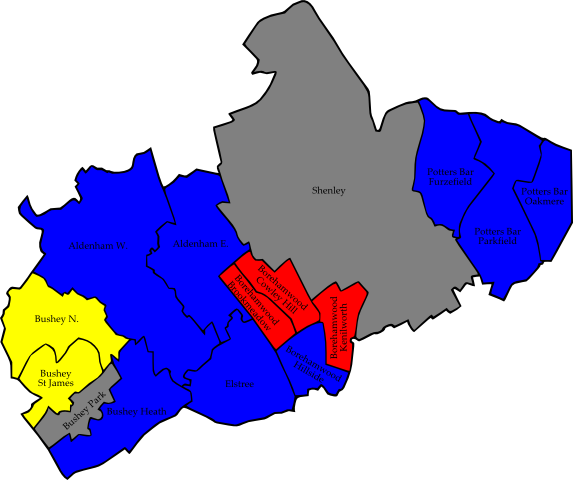 Shenley
Potters Bar
Furzefield
Potters Bar
Oakmere
Potters Bar
Parkfield
Aldenham W.
Aldenham E.
Borehamwood
Cowley Hill
Borehamwood
Brookmeadow
Borehamwood
Kenilworth
Borehamwood
Hillside
Bushey N.
Bushey
St James
Bushey Park
Bushey Heath
Elstree